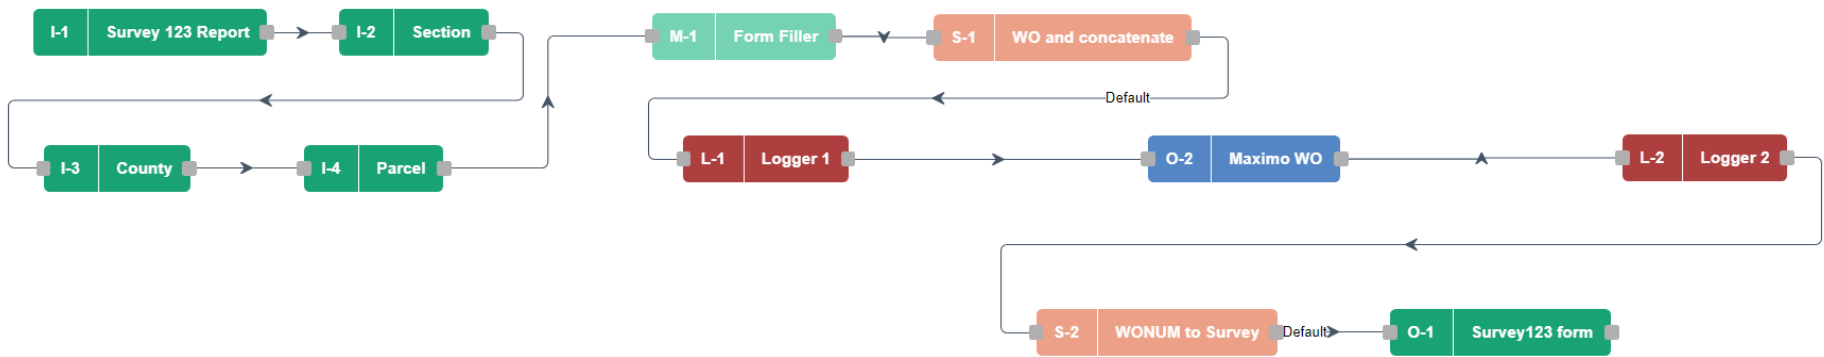 I-1 Survey 123 Report
I-2 Section
M-1 Form Filler
S-1 WO and concatenate
Default
I-3 County
I-4 Parcel
L-1 Logger 1
O-2 Maximo WO
L-2 Logger 2
S-2 WONUM to Survey
Default
O-1 Survey123 form